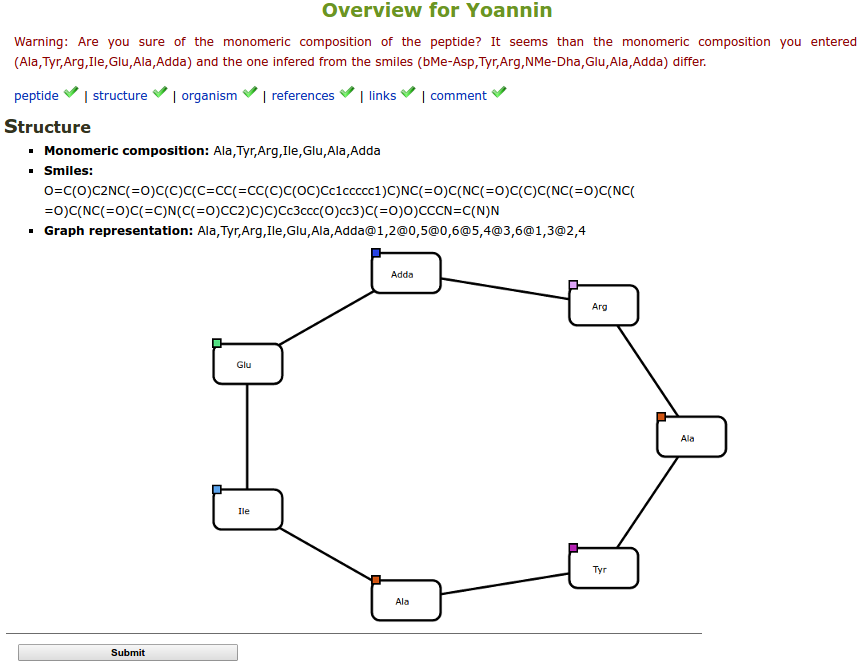 Overview for Yoannin
Warning: Are you sure of the monomeric composition of the peptide? It seems than the monomeric composition you entered
(Ala,Tyr,Arg,Ile,Glu,Ala,Adda) and the one infered from the smiles (bMe-Asp,Tyr,Arg,NMe-Dha,Glu,Ala,Adda) differ.
peptide | structure | organism | references | links | comment
Structure
Monomeric composition: Ala,Tyr,Arg,Ile,Glu,Ala,Adda
Smiles:
O=C(O)C2NC(=O)C(C)C(C=CC(=CC(C)C(OC)Cc1ccccc1)C)NC(=O)C(NC(=O)C(C)C(NC(=O)C(NC(
=O)C(NC(=O)C(=C)N(C(=O)CC2)C)C)Cc3ccc(O)cc3)C(=O)O)CCCN=C(N)N
Graph representation: Ala,Tyr,Arg,Ile,Glu,Ala,Adda@1,2@0,5@0,6@5,4@3,6@1,3@2,4
Adda
Arg
Glu
Ala
Ile
Tyr
Ala
Submit